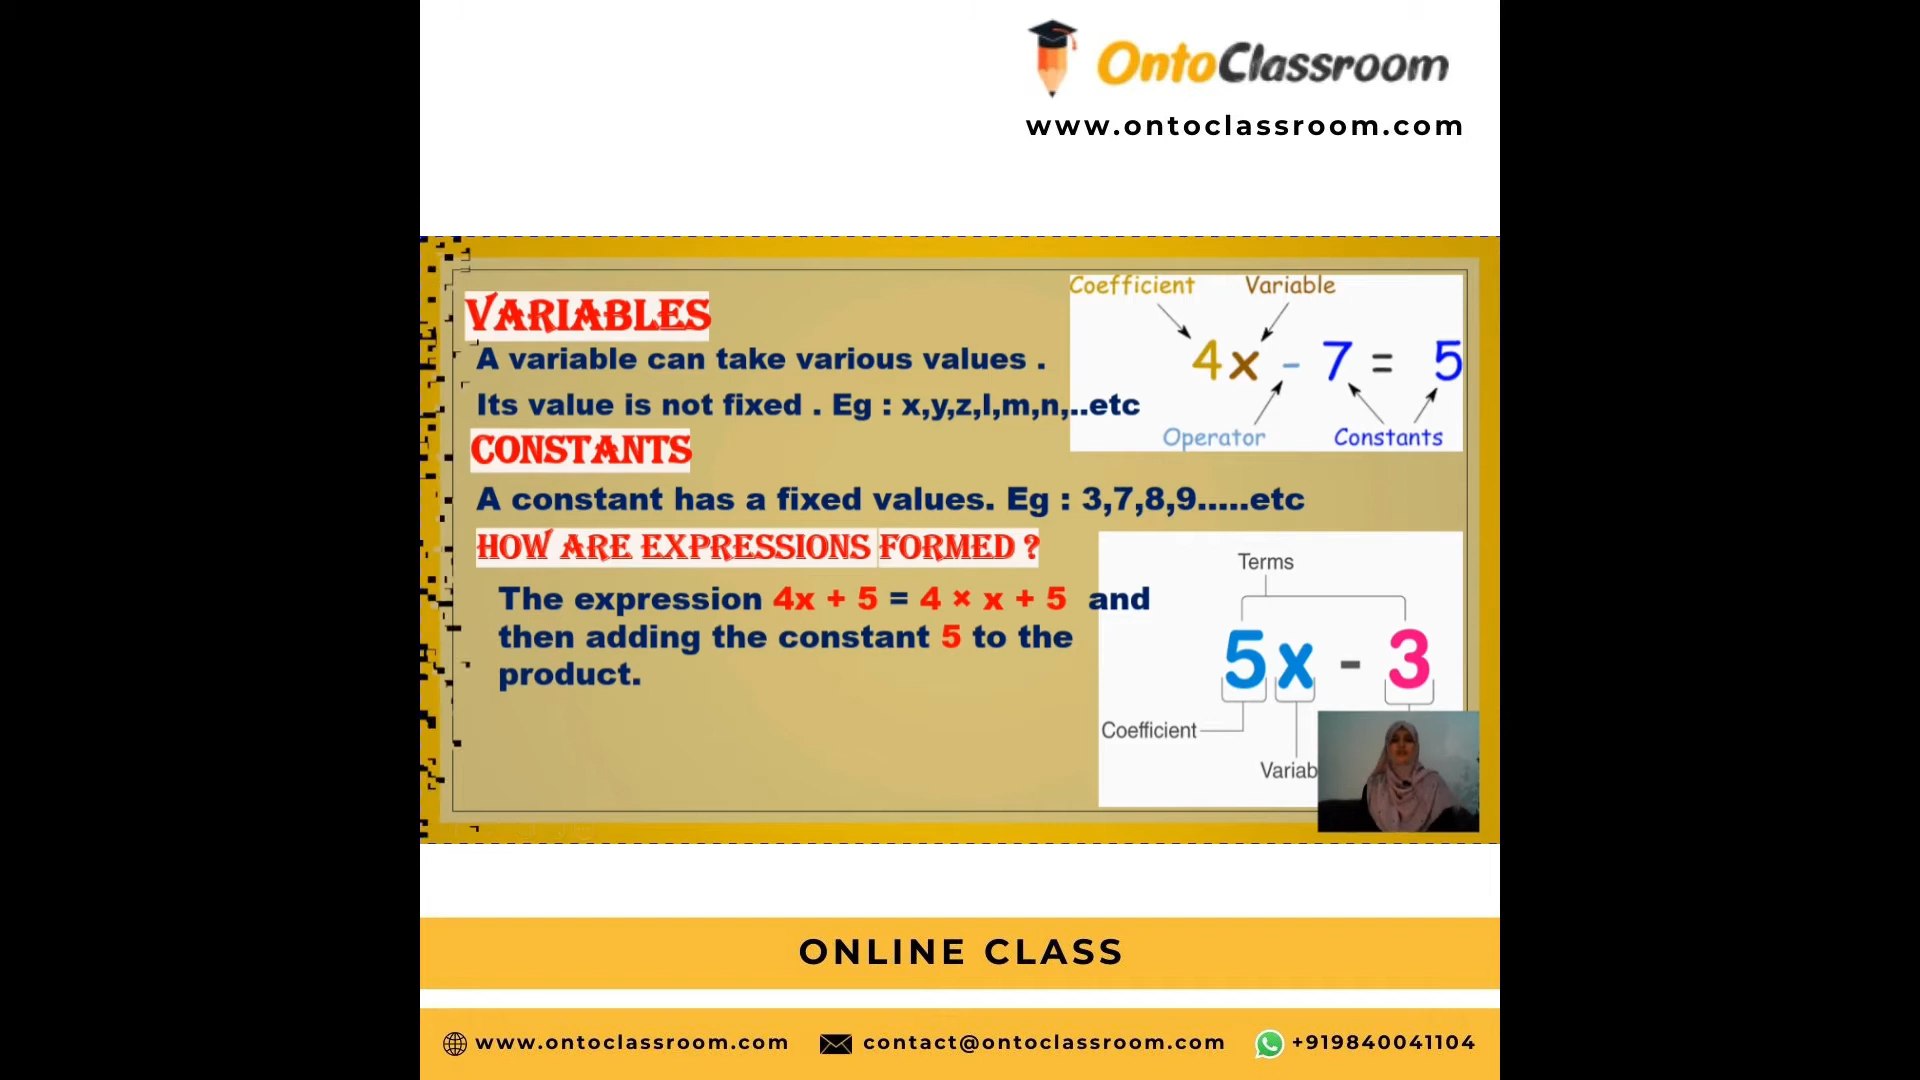 OntoClassroom
www.ontoclassroom.com
VARIABLES
A variable can take various values .
Its value is not fixed . Eg : x,y,z,l,m,n,..etc
CONSTANTS
A constant has a fixed values. Eg : 3,7,8,9.....etc
HOW ARE EXPRESSIONS FORMED ?
The expression 4x + 5 = 4 × x + 5 and
then adding the constant 5 to the
product.
Coefficient Variable
4x - 7 = 5
Operator Constants
Terms
5x - 3
Coefficient
ONLINE CLASS
www.ontoclassroom.com contact@ontoclassroom.com +919840041104